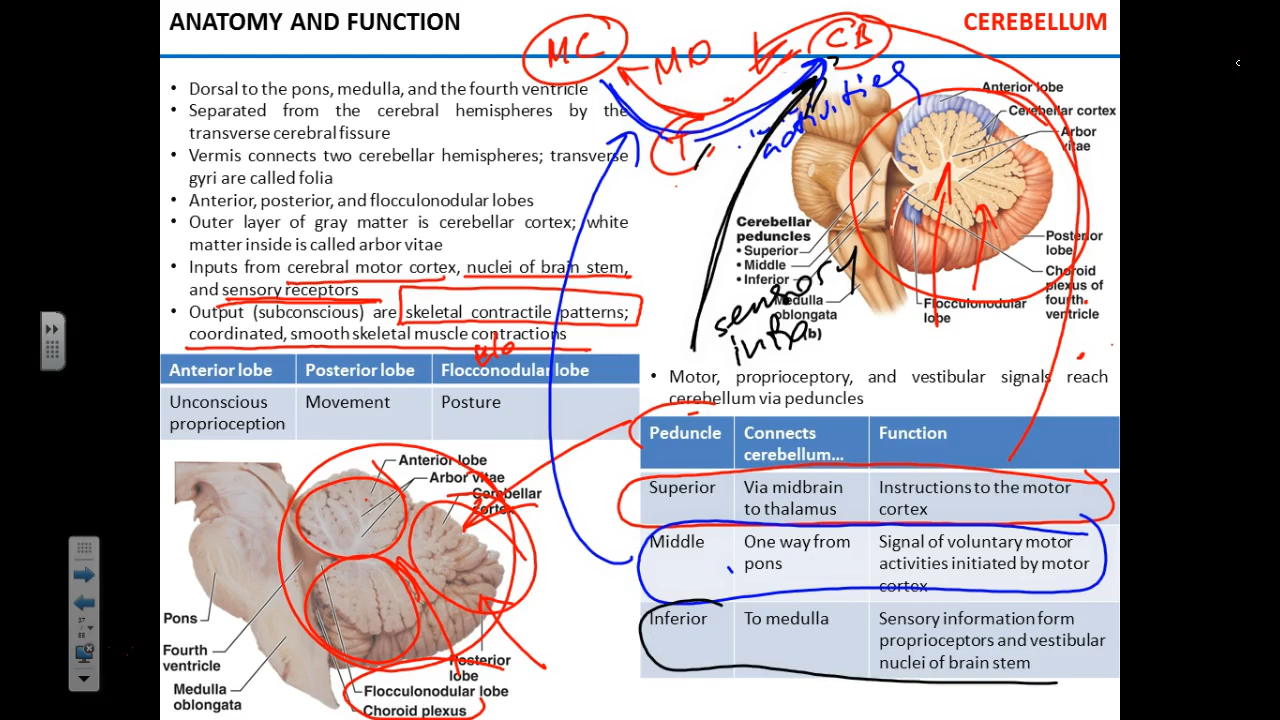 ANATOMY AND FUNCTION
CEREBELLUM
MC
MD
CB
T
activities
sensory
info
• Dorsal to the pons, medulla, and the fourth ventricle
• Separated from the cerebral hemispheres by the
transverse cerebral fissure
• Vermis connects two cerebellar hemispheres; transverse
gyri are called folia
• Anterior, posterior, and flocculonodular lobes
• Outer layer of gray matter is cerebellar cortex; white
matter inside is called arbor vitae
• Inputs from cerebral motor cortex, nuclei of brain stem,
and sensory receptors
• Output (subconscious) are skeletal contractile patterns;
coordinated, smooth skeletal muscle contractions
Anterior lobe Posterior lobe Flocconodular lobe
Unconscious Movement Posture
proprioception
Anterior lobe
Arbor vitae
Cerebellar
cortex
Pons
Fourth
ventricle
Medulla
oblongata
Posterior
lobe
Flocculonodular lobe
Choroid plexus
Anterior lobe
Cerebellar cortex
Arbor
vitae
Cerebellar
peduncles
• Superior
• Middle
• Inferior
Medulla
oblongata
(b)
Posterior
lobe
Choroid
plexus of
fourth
ventricle
Flocculonodular
lobe
• Motor, proprioceptory, and vestibular signals reach
cerebellum via peduncles
Peduncle Connects Function
cerebellum…
Superior Via midbrain Instructions to the motor
to thalamus cortex
Middle One way from Signal of voluntary motor
pons activities initiated by motor
cortex
Inferior To medulla Sensory information form
proprioceptors and vestibular
nuclei of brain stem
37
88